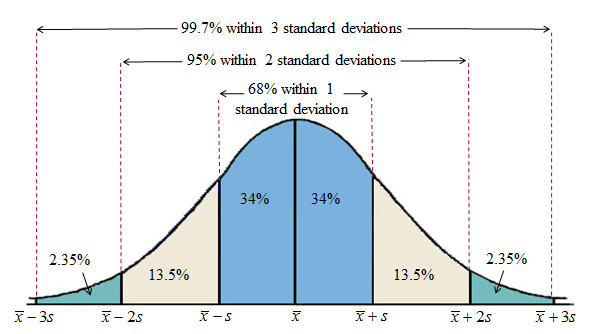 99.7% within 3 standard deviations
95% within 2 standard deviations
68% within 1
standard deviation
34% 34%
2.35% 13.5% 13.5% 2.35%
x̅ – 3s x̅ – 2s x̅ – s x̅ x̅ + s x̅ + 2s x̅ + 3s